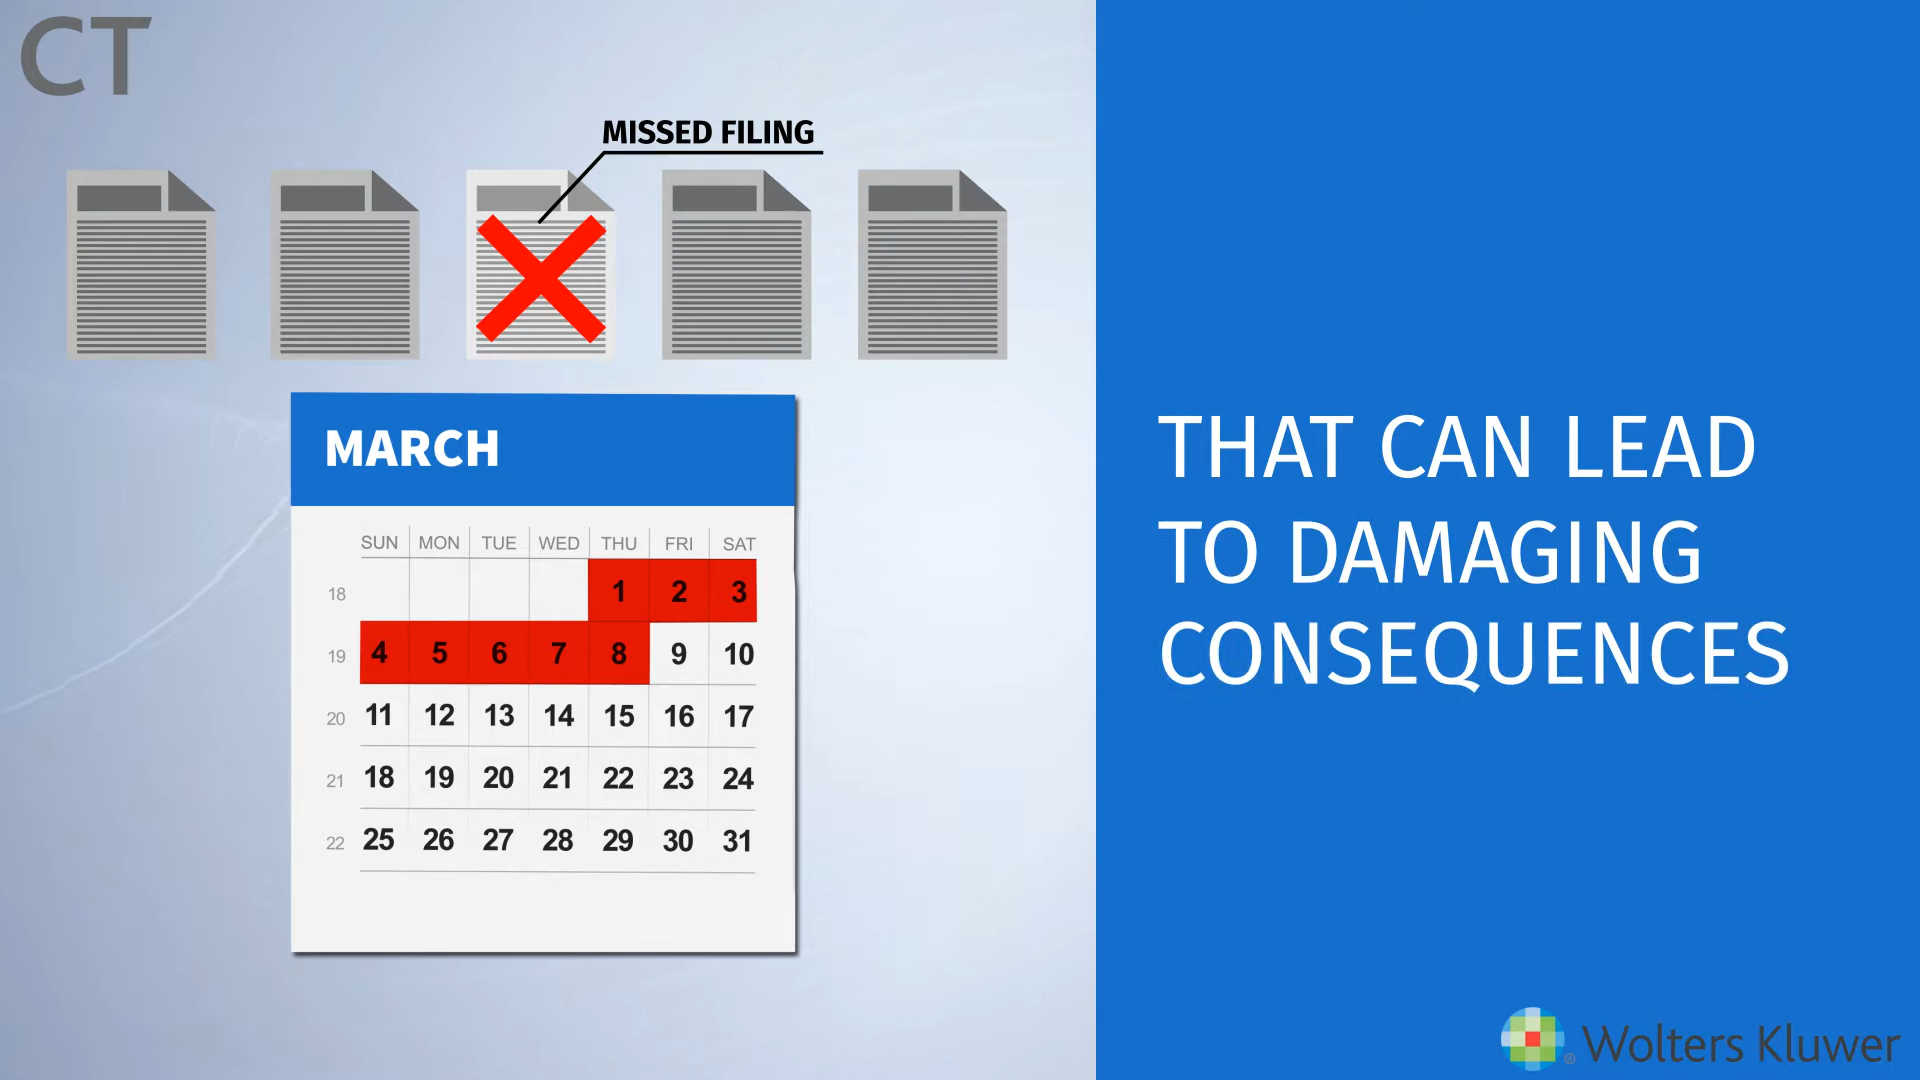 CT
MISSED FILING
MARCH
SUN MON TUE WED THU FRI SAT
18 1 2 3
19 4 5 6 7 8 9 10
20 11 12 13 14 15 16 17
21 18 19 20 21 22 23 24
22 25 26 27 28 29 30 31
THAT CAN LEAD
TO DAMAGING
CONSEQUENCES
® Wolters Kluwer